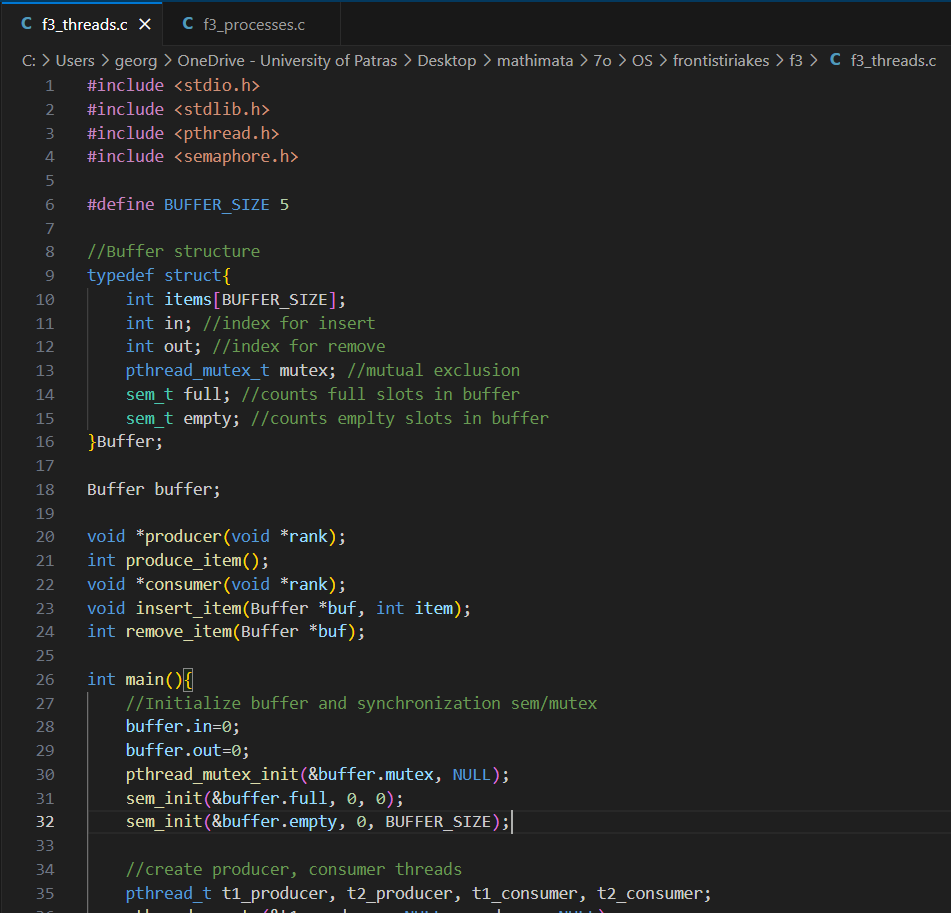 C f3_threads.c X C f3_processes.c
C: > Users > georg > OneDrive - University of Patras > Desktop > mathimata > 7o > OS > frontistiriakes > f3 > C f3_threads.c
1 #include <stdio.h>
2 #include <stdlib.h>
3 #include <pthread.h>
4 #include <semaphore.h>
5
6 #define BUFFER_SIZE 5
7
8 //Buffer structure
9 typedef struct{
10 int items[BUFFER_SIZE];
11 int in; //index for insert
12 int out; //index for remove
13 pthread_mutex_t mutex; //mutual exclusion
14 sem_t full; //counts full slots in buffer
15 sem_t empty; //counts emplty slots in buffer
16 }Buffer;
17
18 Buffer buffer;
19
20 void *producer(void *rank);
21 int produce_item();
22 void *consumer(void *rank);
23 void insert_item(Buffer *buf, int item);
24 int remove_item(Buffer *buf);
25
26 int main(){
27 //Initialize buffer and synchronization sem/mutex
28 buffer.in=0;
29 buffer.out=0;
30 pthread_mutex_init(&buffer.mutex, NULL);
31 sem_init(&buffer.full, 0, 0);
32 sem_init(&buffer.empty, 0, BUFFER_SIZE);
33
34 //create producer, consumer threads
35 pthread_t t1_producer, t2_producer, t1_consumer, t2_consumer;